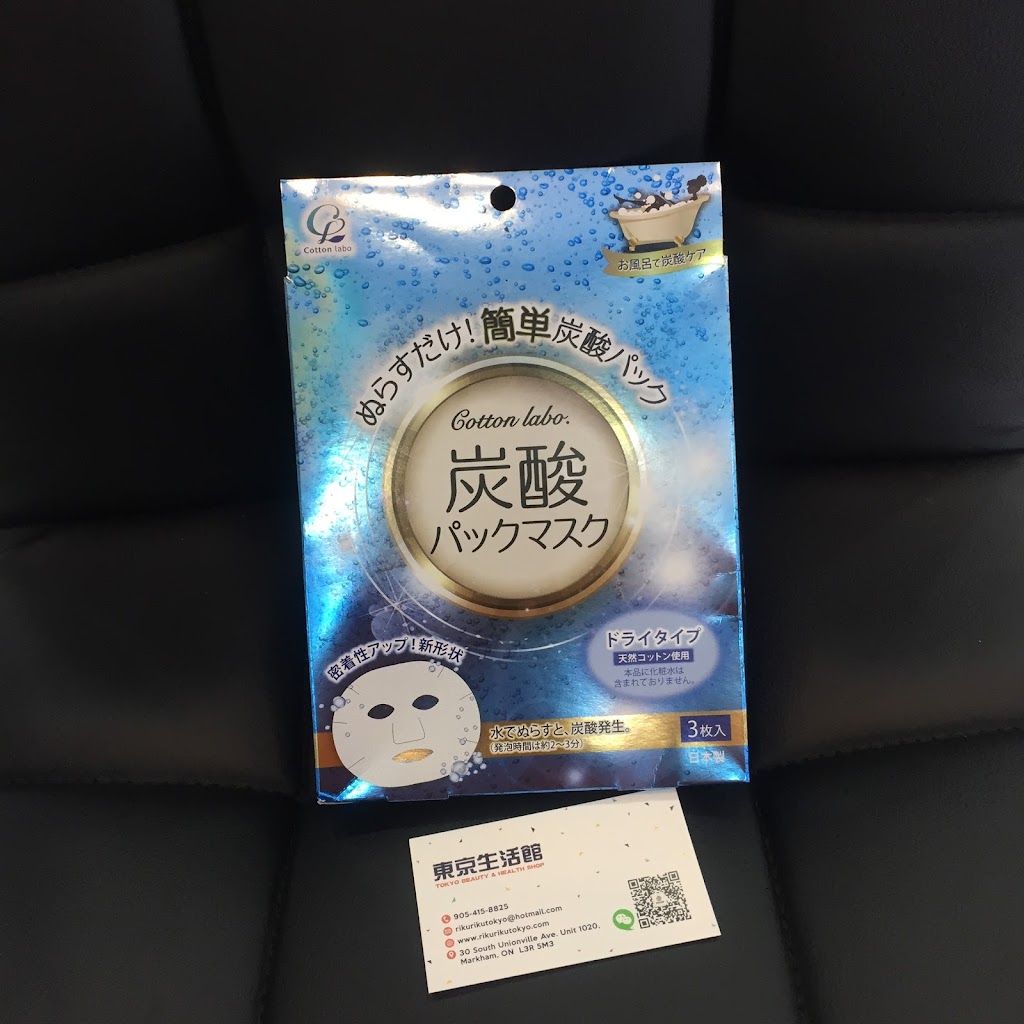 Cotton labo
お風呂で炭酸ケア
ぬらすだけ!簡単炭酸パック
Cotton labo.
炭酸
パックマスク
密着性アップ!新形状
ドライタイプ
天然コットン使用
本品に化粧水は
含まれておりません。
水でぬらすと、炭酸発生。
(発泡時間は約2～3分)
3枚入
日本製
東京生活館
TOKYO BEAUTY & HEALTH SHOP
905-415-8825
rikurikutokyo@hotmail.com
www.rikurikutokyo.com
30 South Unionville Ave. Unit 1020,
Markham, ON L3R 5M3